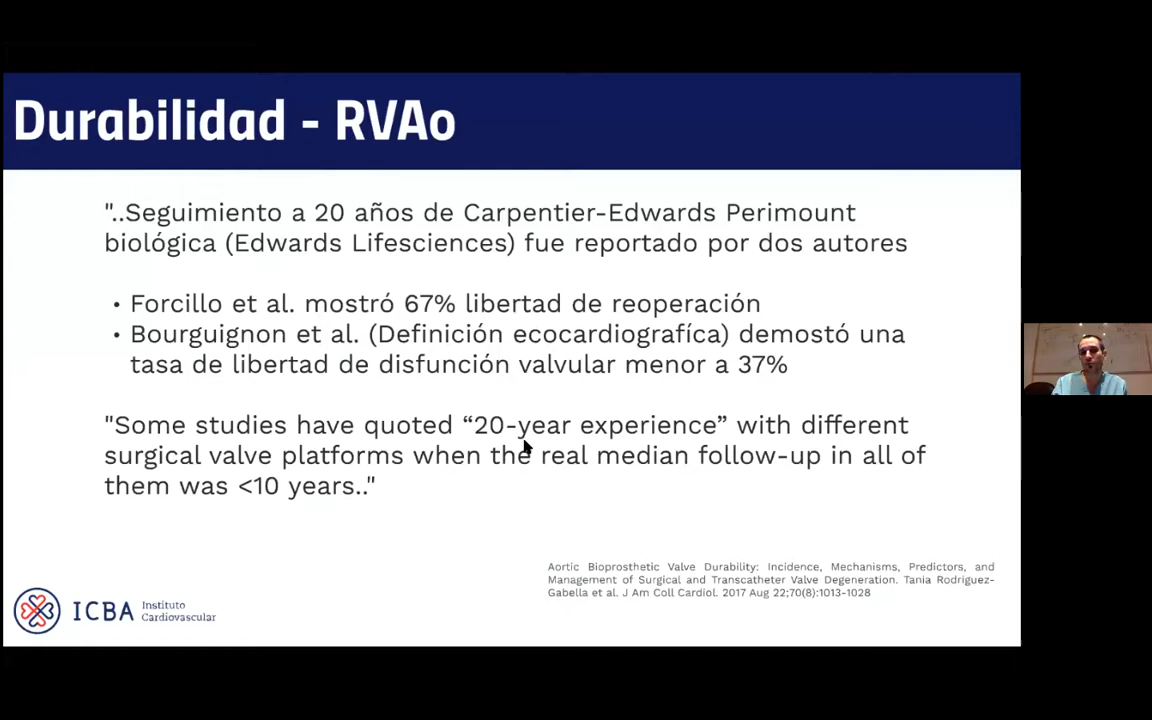 Durabilidad - RVAo
"..Seguimiento a 20 años de Carpentier-Edwards Perimount
biológica (Edwards Lifesciences) fue reportado por dos autores
• Forcillo et al. mostró 67% libertad de reoperación
• Bourguignon et al. (Definición ecocardiografíca) demostó una
tasa de libertad de disfunción valvular menor a 37%
"Some studies have quoted “20-year experience” with different
surgical valve platforms when the real median follow-up in all of
them was <10 years.."
Aortic Bioprosthetic Valve Durability: Incidence, Mechanisms, Predictors, and
Management of Surgical and Transcatheter Valve Degeneration. Tania Rodriguez-
Gabella et al. J Am Coll Cardiol. 2017 Aug 22;70(8):1013-1028
ICBA Instituto
Cardiovascular